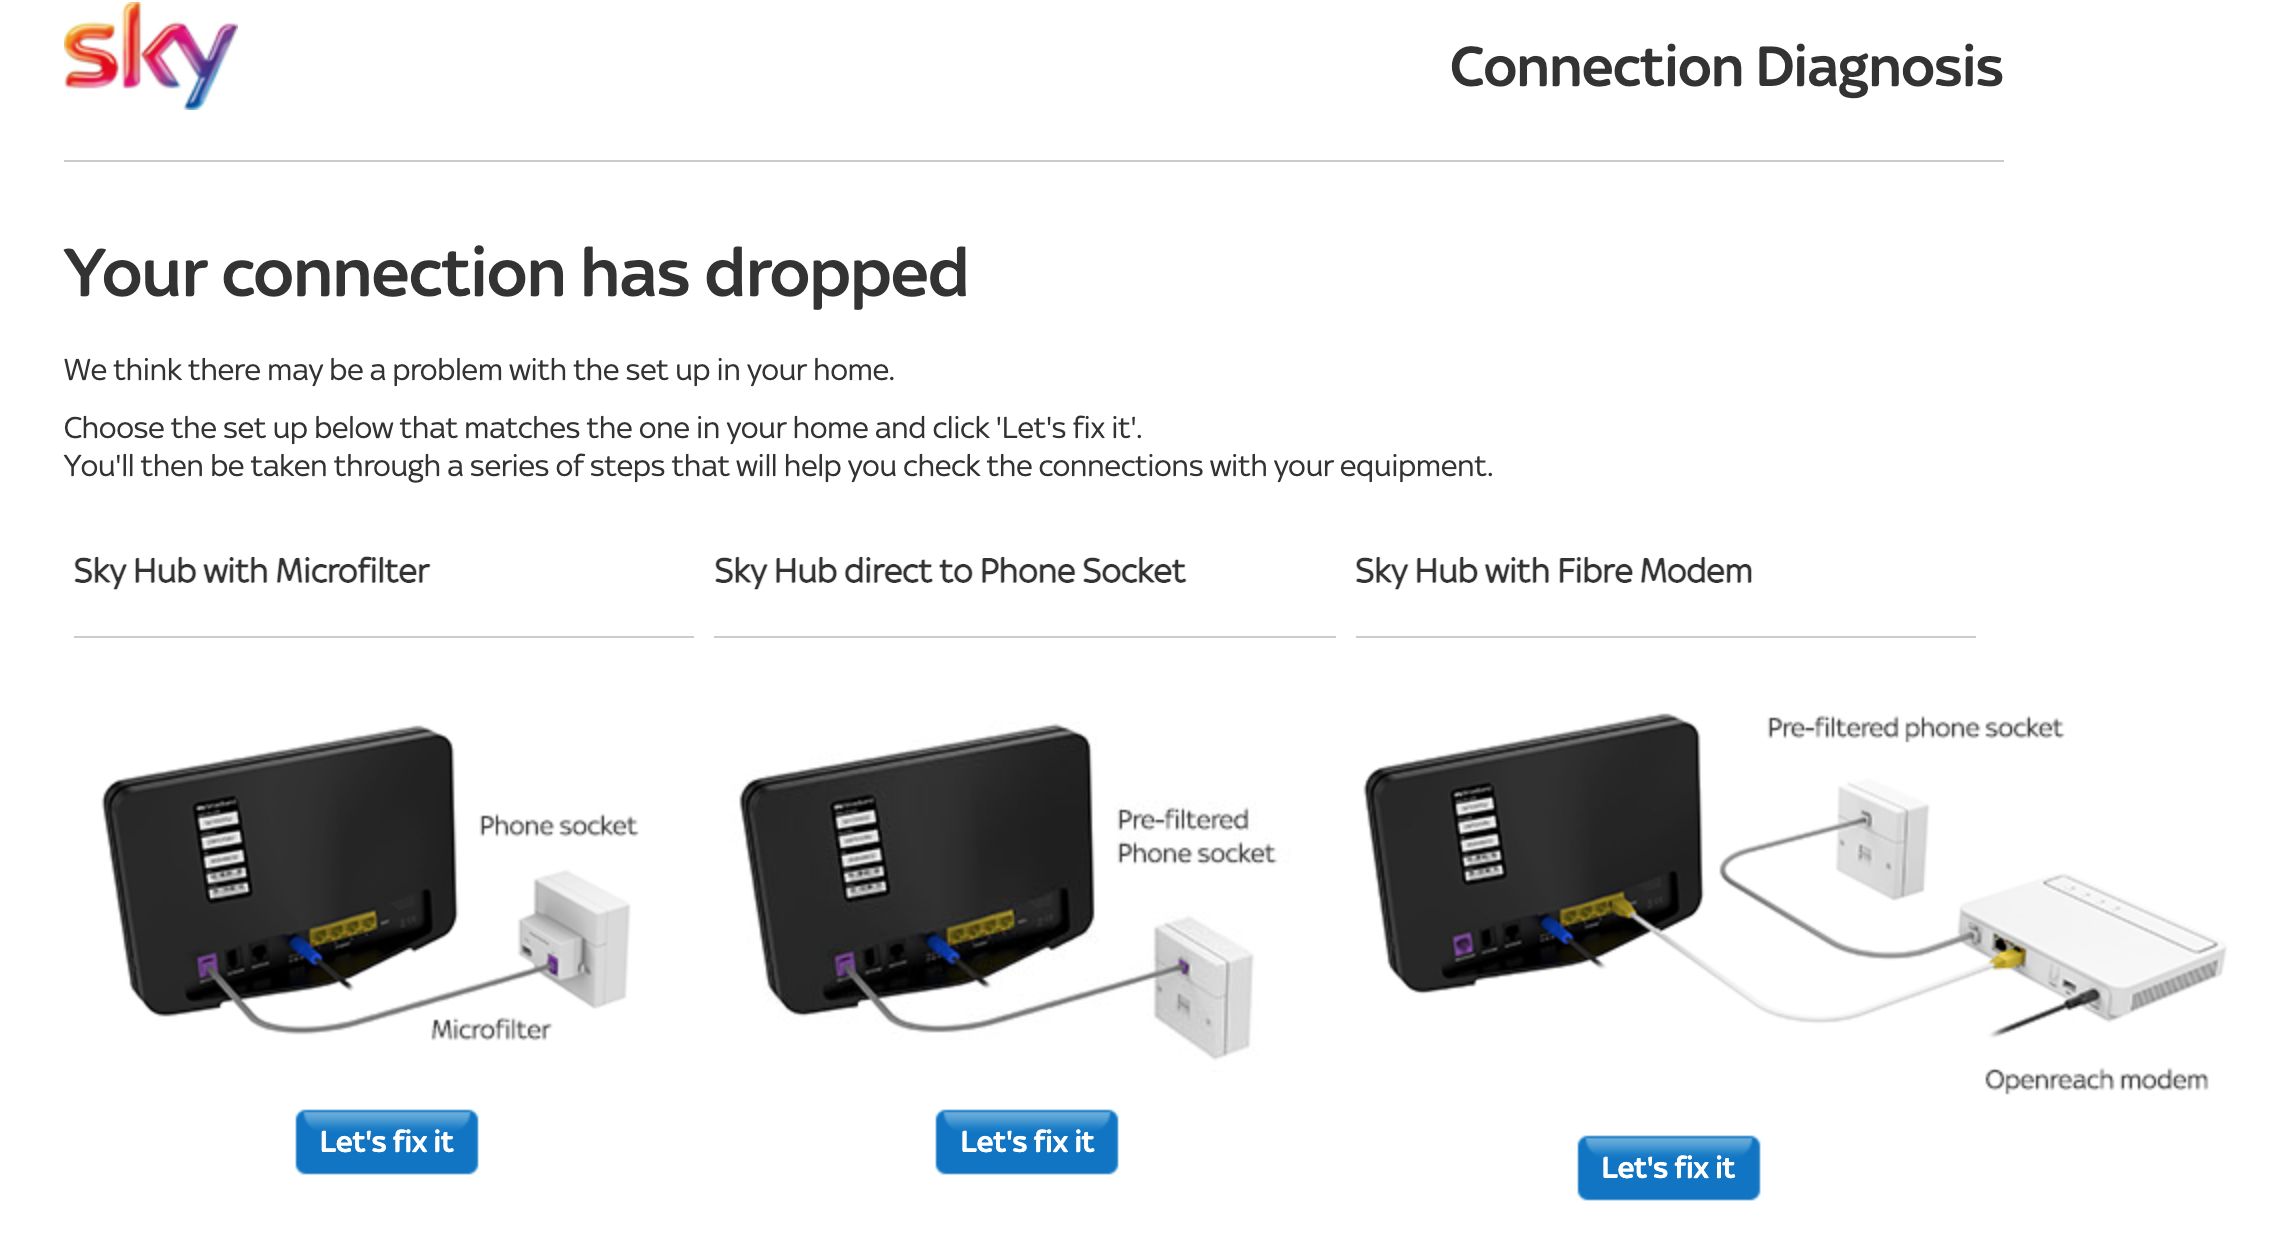 sky
Connection Diagnosis
Your connection has dropped
We think there may be a problem with the set up in your home.
Choose the set up below that matches the one in your home and click 'Let's fix it'.
You'll then be taken through a series of steps that will help you check the connections with your equipment.
Sky Hub with Microfilter
Phone socket
Microfilter
Let's fix it
Sky Hub direct to Phone Socket
Pre-filtered
Phone socket
Let's fix it
Sky Hub with Fibre Modem
Pre-filtered phone socket
Openreach modem
Let's fix it